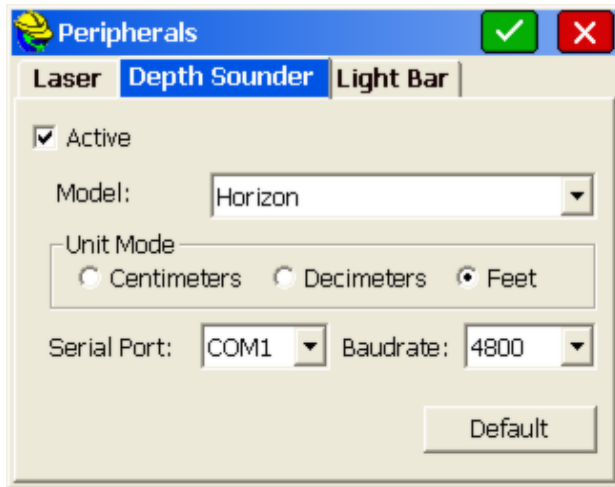 Peripherals
Laser Depth Sounder Light Bar
Active
Model: Horizon
Unit Mode
Centimeters Decimeters Feet
Serial Port: COM1 Baudrate: 4800
Default